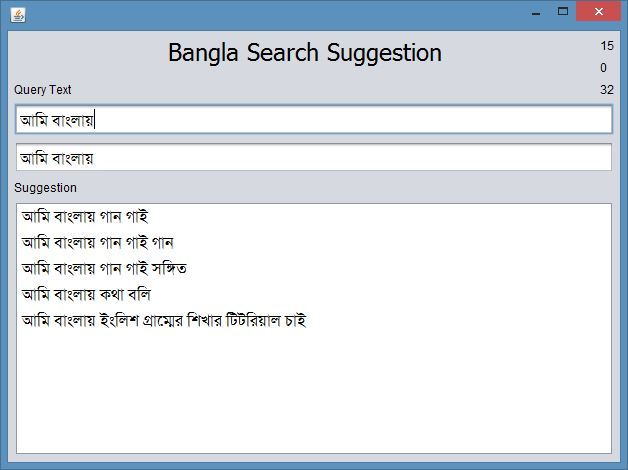 Bangla Search Suggestion
15
0
Query Text
32
আমি বাংলায়
আমি বাংলায়
Suggestion
আমি বাংলায় গান গাই
আমি বাংলায় গান গাই গান
আমি বাংলায় গান গাই সঙ্গিত
আমি বাংলায় কথা বলি
আমি বাংলায় ইংলিশ গ্রাম্মের শিখার টিটরিয়াল চাই